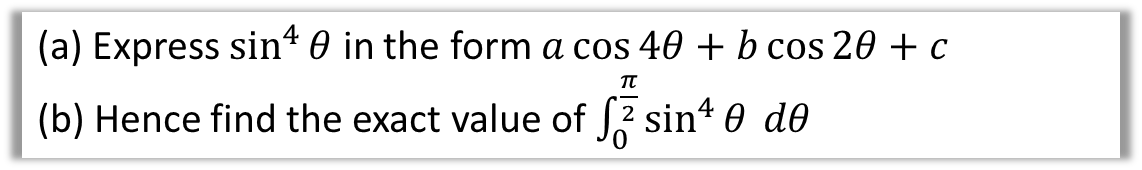 (a) Express sin⁴ θ in the form a cos 4θ + b cos 2θ + c
(b) Hence find the exact value of ∫₀^(π/2) sin⁴ θ dθ